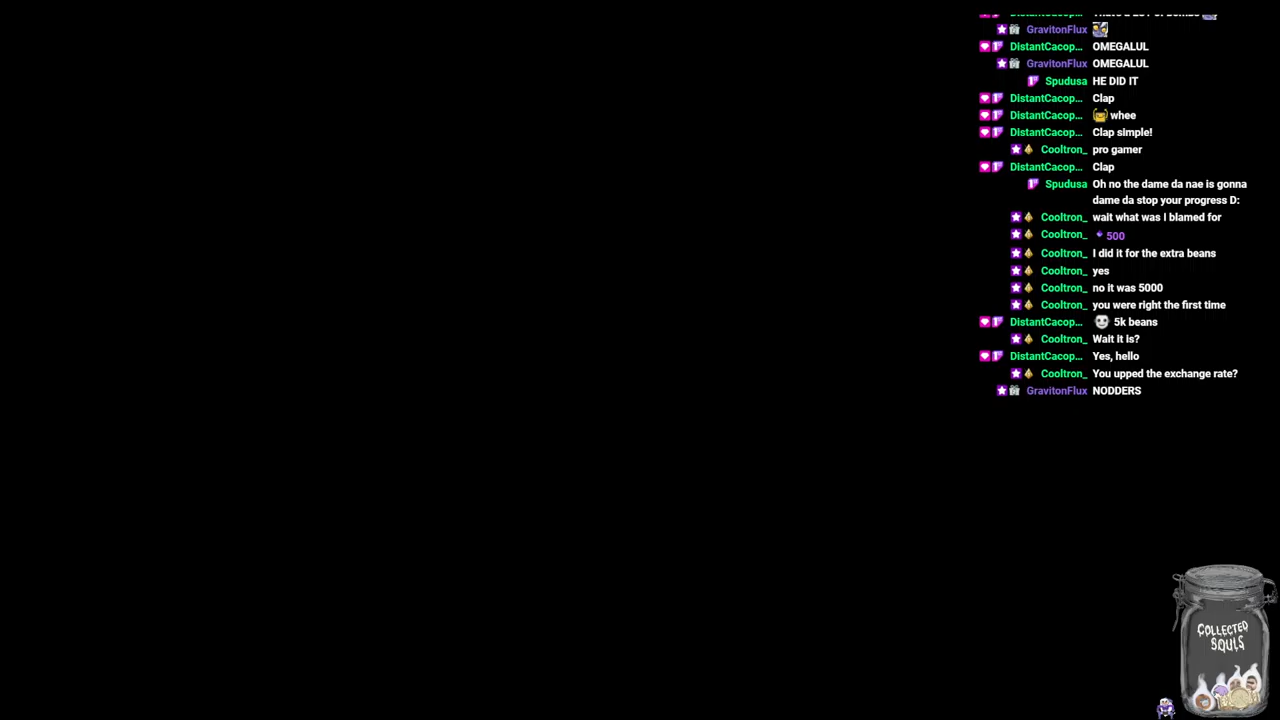 GravitonFlux
DistantCacop... OMEGALUL
GravitonFlux OMEGALUL
Spudusa HE DID IT
DistantCacop... Clap
DistantCacop... whee
DistantCacop... Clap simple!
Cooltron_ pro gamer
DistantCacop... Clap
Spudusa Oh no the dame da nae is gonna
dame da stop your progress D:
Cooltron_ wait what was I blamed for
Cooltron_ 500
Cooltron_ I did it for the extra beans
Cooltron_ yes
Cooltron_ no it was 5000
Cooltron_ you were right the first time
DistantCacop... 5k beans
Cooltron_ Wait it is?
DistantCacop... Yes, hello
Cooltron_ You upped the exchange rate?
GravitonFlux NODDERS
COLLECTED
SOULS